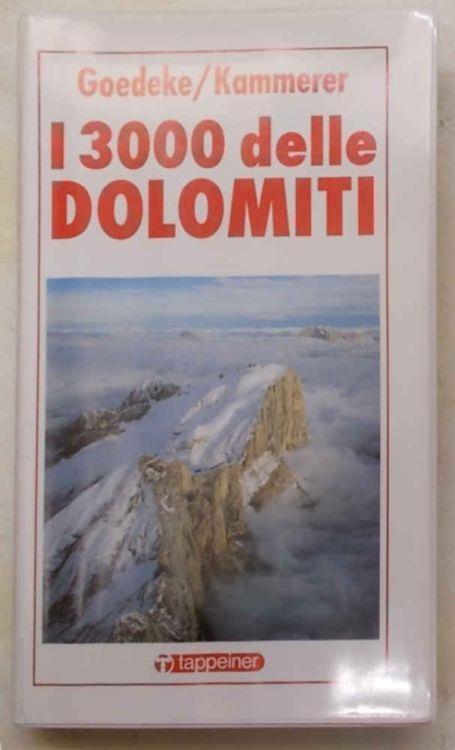 Goedeke/Kammerer
I 3000 delle
DOLOMITI
tappeiner